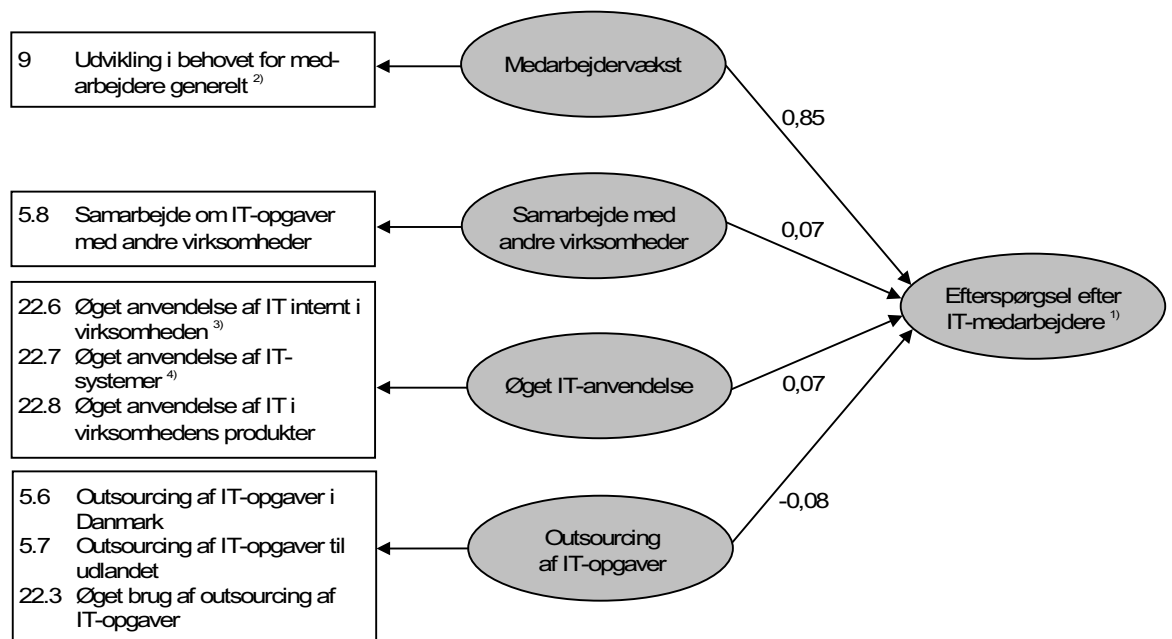 9 Udvikling i behovet for med-
arbejdere generelt 2)
Medarbejdervækst
0,85
5.8 Samarbejde om IT-opgaver
med andre virksomheder
Samarbejde med
andre virksomheder
0,07
22.6 Øget anvendelse af IT internt i
virksomheden 3)
22.7 Øget anvendelse af IT-
systemer 4)
22.8 Øget anvendelse af IT i
virksomhedens produkter
Øget IT-anvendelse
0,07
Efterspørgsel efter
IT-medarbejdere 1)
5.6 Outsourcing af IT-opgaver i
Danmark
5.7 Outsourcing af IT-opgaver til
udlandet
22.3 Øget brug af outsourcing af
IT-opgaver
Outsourcing
af IT-opgaver
-0,08